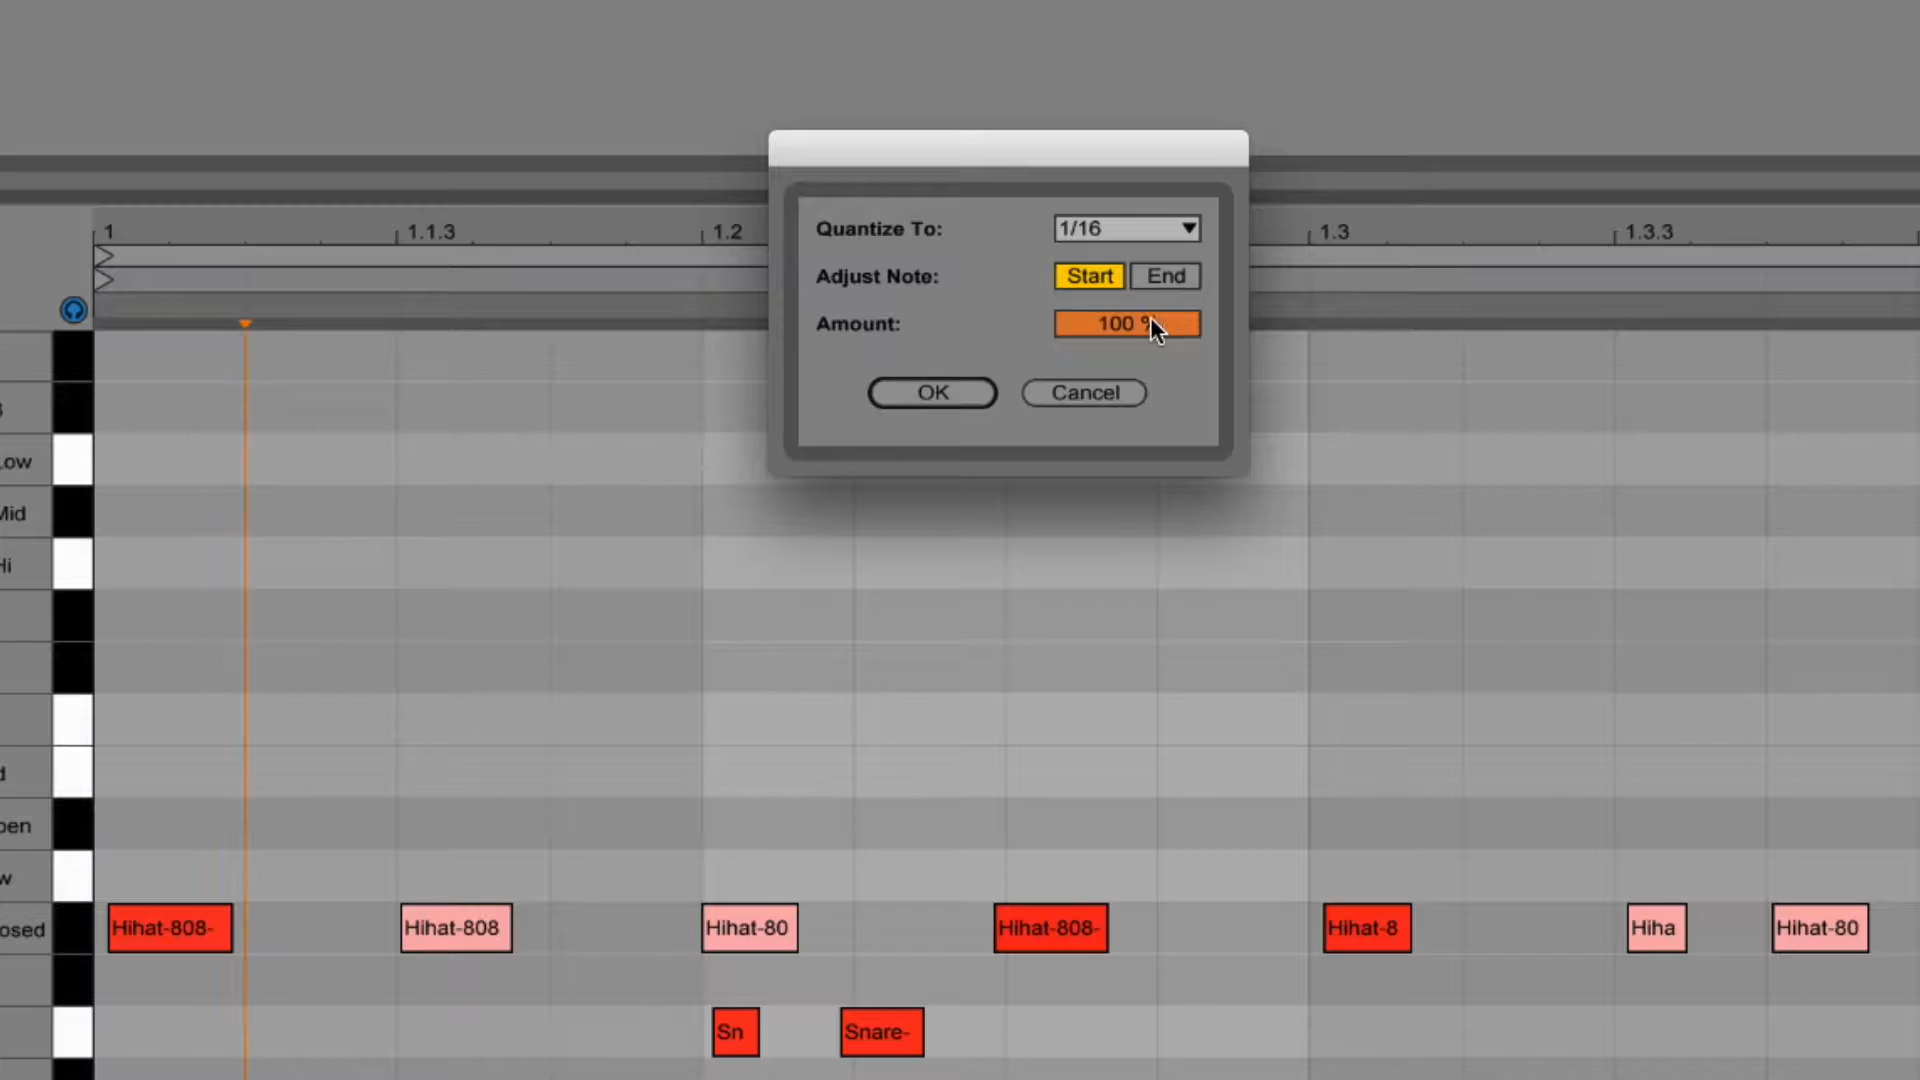 Quantize To: 1/16
Adjust Note: Start End
Amount: 100 %
OK Cancel
1 1.1.3 1.2 1.3 1.3.3
Low
Mid
Hi
osed
Hihat-808- Hihat-808 Hihat-80 Hihat-808- Hihat-8 Hiha Hihat-80
Sn Snare-